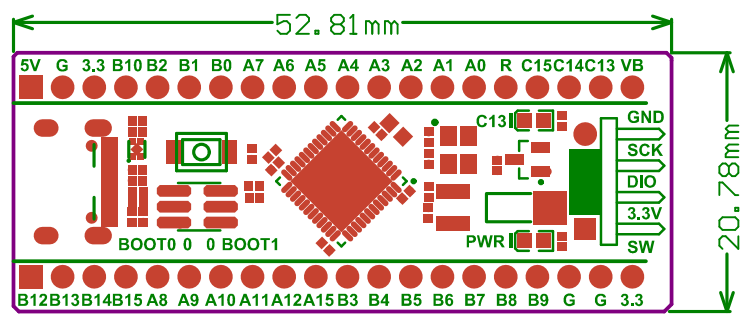 52.81mm
5V G 3.3 B10 B2 B1 B0 A7 A6 A5 A4 A3 A2 A1 A0 R C15 C14 C13 VB
C13
GND
SCK
DIO
3.3V
SW
20.78mm
BOOT0 0 0 BOOT1
PWR
B12 B13 B14 B15 A8 A9 A10 A11 A12 A15 B3 B4 B5 B6 B7 B8 B9 G G 3.3